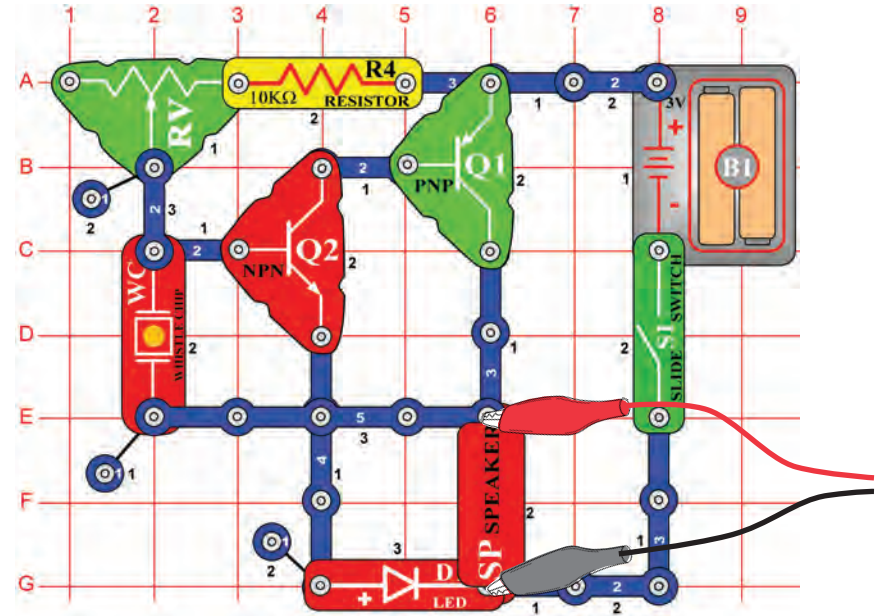 1 2 3 4 5 6 7 8 9
A
R4
10KΩ RESISTOR
3
1
2
2
3V
+
RV
1
2
B
1
2
2
3
2
1
PNP
Q1
2
1
B1
-
C
WC
WHISTLE CHIP
2
1
2
NPN
Q2
2
D
1
3
2
S1
SLIDE SWITCH
E
5
3
1
1
4
1
F
SP SPEAKER
2
1
3
1
2
G
3
+
D
LED
1
2
2